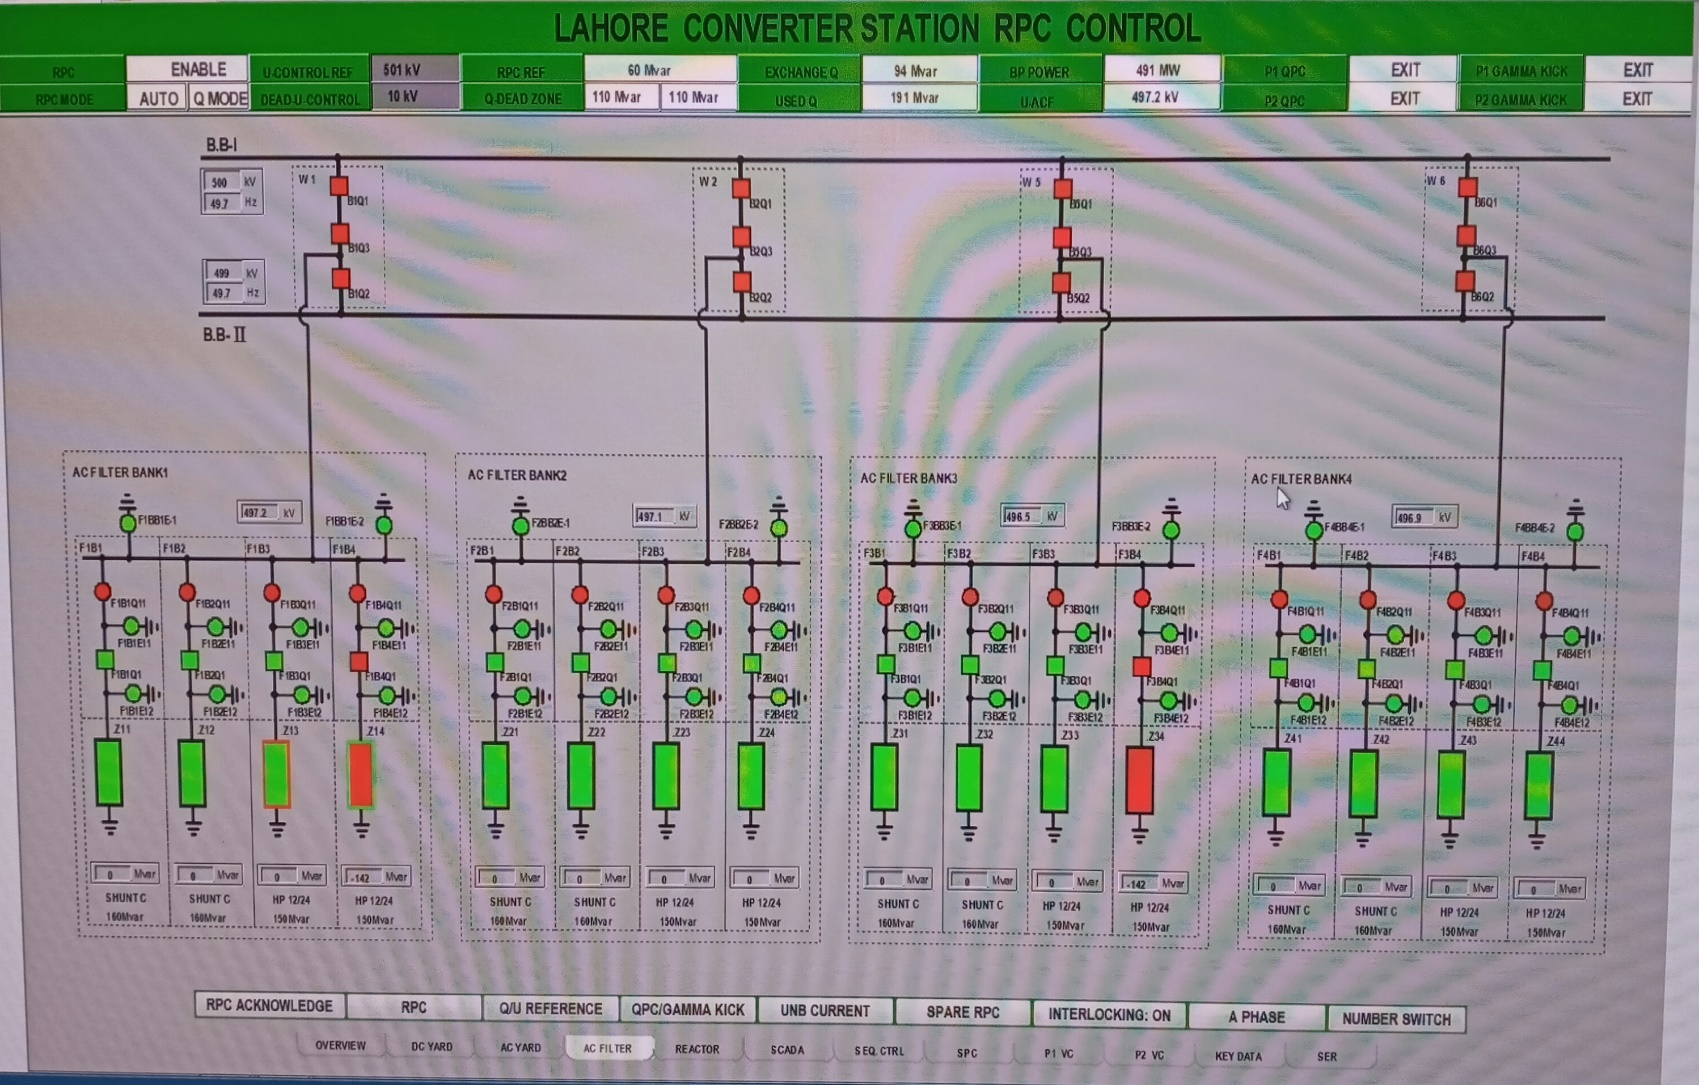 LAHORE CONVERTER STATION RPC CONTROL
RPC ENABLE U-CONTROL REF 501 kV RPC REF 60 Mvar EXCHANGE Q 94 Mvar BP POWER 491 MW P1 QPC EXIT P1 GAMMA KICK EXIT
RPC MODE AUTO Q MODE DEAD-U-CONTROL 10 kV Q-DEAD ZONE 110 Mvar 110 Mvar USED Q 191 Mvar U-ACF 497.2 kV P2 QPC EXIT P2 GAMMA KICK EXIT
B.B-I
500 kV W1 W2 W5 W6
49.7 Hz B1Q1 B2Q1 B5Q1 B6Q1
B1Q3 B2Q3 B5Q3 B6Q3
499 kV
49.7 Hz B1Q2 B2Q2 B5Q2 B6Q2
B.B-II
AC FILTER BANK1 AC FILTER BANK2 AC FILTER BANK3 AC FILTER BANK4
F1BB1E-1 497.2 kV F1BB1E-2 F2BB2E-1 497.1 kV F2BB2E-2 F3BB3E-1 496.5 kV F3BB3E-2 F4BB4E-1 496.9 kV F4BB4E-2
F1B1 F1B2 F1B3 F1B4 F2B1 F2B2 F2B3 F2B4 F3B1 F3B2 F3B3 F3B4 F4B1 F4B2 F4B3 F4B4
F1B1Q11 F1B2Q11 F1B3Q11 F1B4Q11 F2B1Q11 F2B2Q11 F2B3Q11 F2B4Q11 F3B1Q11 F3B2Q11 F3B3Q11 F3B4Q11 F4B1Q11 F4B2Q11 F4B3Q11 F4B4Q11
F1B1E11 F1B2E11 F1B3E11 F1B4E11 F2B1E11 F2B2E11 F2B3E11 F2B4E11 F3B1E11 F3B2E11 F3B3E11 F3B4E11 F4B1E11 F4B2E11 F4B3E11 F4B4E11
F1B1Q1 F1B2Q1 F1B3Q1 F1B4Q1 F2B1Q1 F2B2Q1 F2B3Q1 F2B4Q1 F3B1Q1 F3B2Q1 F3B3Q1 F3B4Q1 F4B1Q1 F4B2Q1 F4B3Q1 F4B4Q1
F1B1E12 F1B2E12 F1B3E12 F1B4E12 F2B1E12 F2B2E12 F2B3E12 F2B4E12 F3B1E12 F3B2E12 F3B3E12 F3B4E12 F4B1E12 F4B2E12 F4B3E12 F4B4E12
Z11 Z12 Z13 Z14 Z21 Z22 Z23 Z24 Z31 Z32 Z33 Z34 Z41 Z42 Z43 Z44
0 Mvar 0 Mvar 0 Mvar -142 Mvar 0 Mvar 0 Mvar 0 Mvar 0 Mvar 0 Mvar 0 Mvar 0 Mvar -142 Mvar 0 Mvar 0 Mvar 0 Mvar 0 Mvar
SHUNT C SHUNT C HP 12/24 HP 12/24 SHUNT C SHUNT C HP 12/24 HP 12/24 SHUNT C SHUNT C HP 12/24 HP 12/24 SHUNT C SHUNT C HP 12/24 HP 12/24
160Mvar 160Mvar 150Mvar 150Mvar 160Mvar 160Mvar 150Mvar 150Mvar 160Mvar 160Mvar 150Mvar 150Mvar 160Mvar 160Mvar 150Mvar 150Mvar
RPC ACKNOWLEDGE RPC Q/U REFERENCE QPC/GAMMA KICK UNB CURRENT SPARE RPC INTERLOCKING: ON A PHASE NUMBER SWITCH
OVERVIEW DC YARD AC YARD AC FILTER REACTOR SCADA SEQ. CTRL SPC P1 VC P2 VC KEY DATA SER